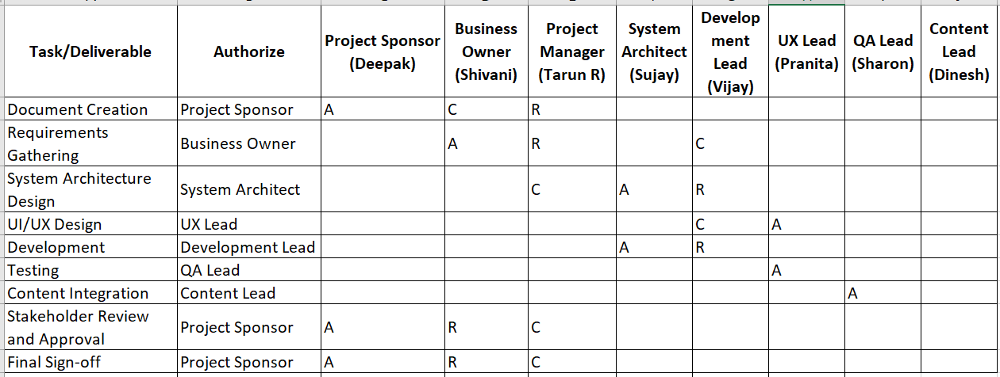 Task/Deliverable Authorize Project Sponsor (Deepak) Business Owner (Shivani) Project Manager (Tarun R) System Architect (Sujay) Develop ment Lead (Vijay) UX Lead (Pranita) QA Lead (Sharon) Content Lead (Dinesh)
Document Creation Project Sponsor A C R
Requirements Gathering Business Owner A R C
System Architecture Design System Architect C A R
UI/UX Design UX Lead C A
Development Development Lead A R
Testing QA Lead A
Content Integration Content Lead A
Stakeholder Review and Approval Project Sponsor A R C
Final Sign-off Project Sponsor A R C